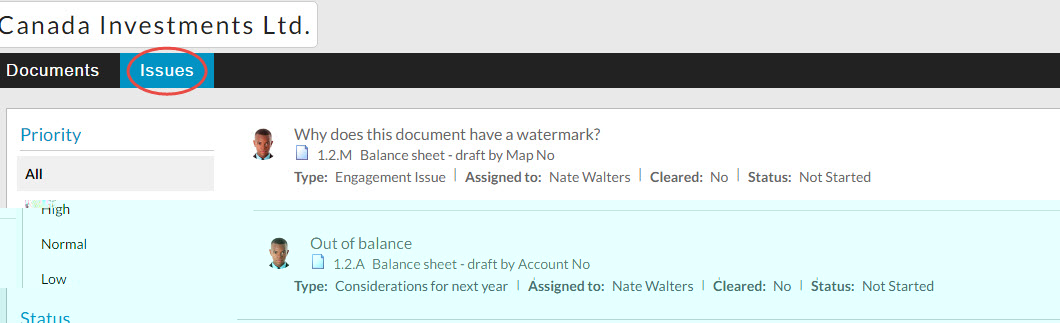 Canada Investments Ltd.
Documents Issues
Priority
All
High
Normal
Low
Status
Why does this document have a watermark?
1.2.M Balance sheet - draft by Map No
Type: Engagement Issue | Assigned to: Nate Walters | Cleared: No | Status: Not Started
Out of balance
1.2.A Balance sheet - draft by Account No
Type: Considerations for next year | Assigned to: Nate Walters | Cleared: No | Status: Not Started